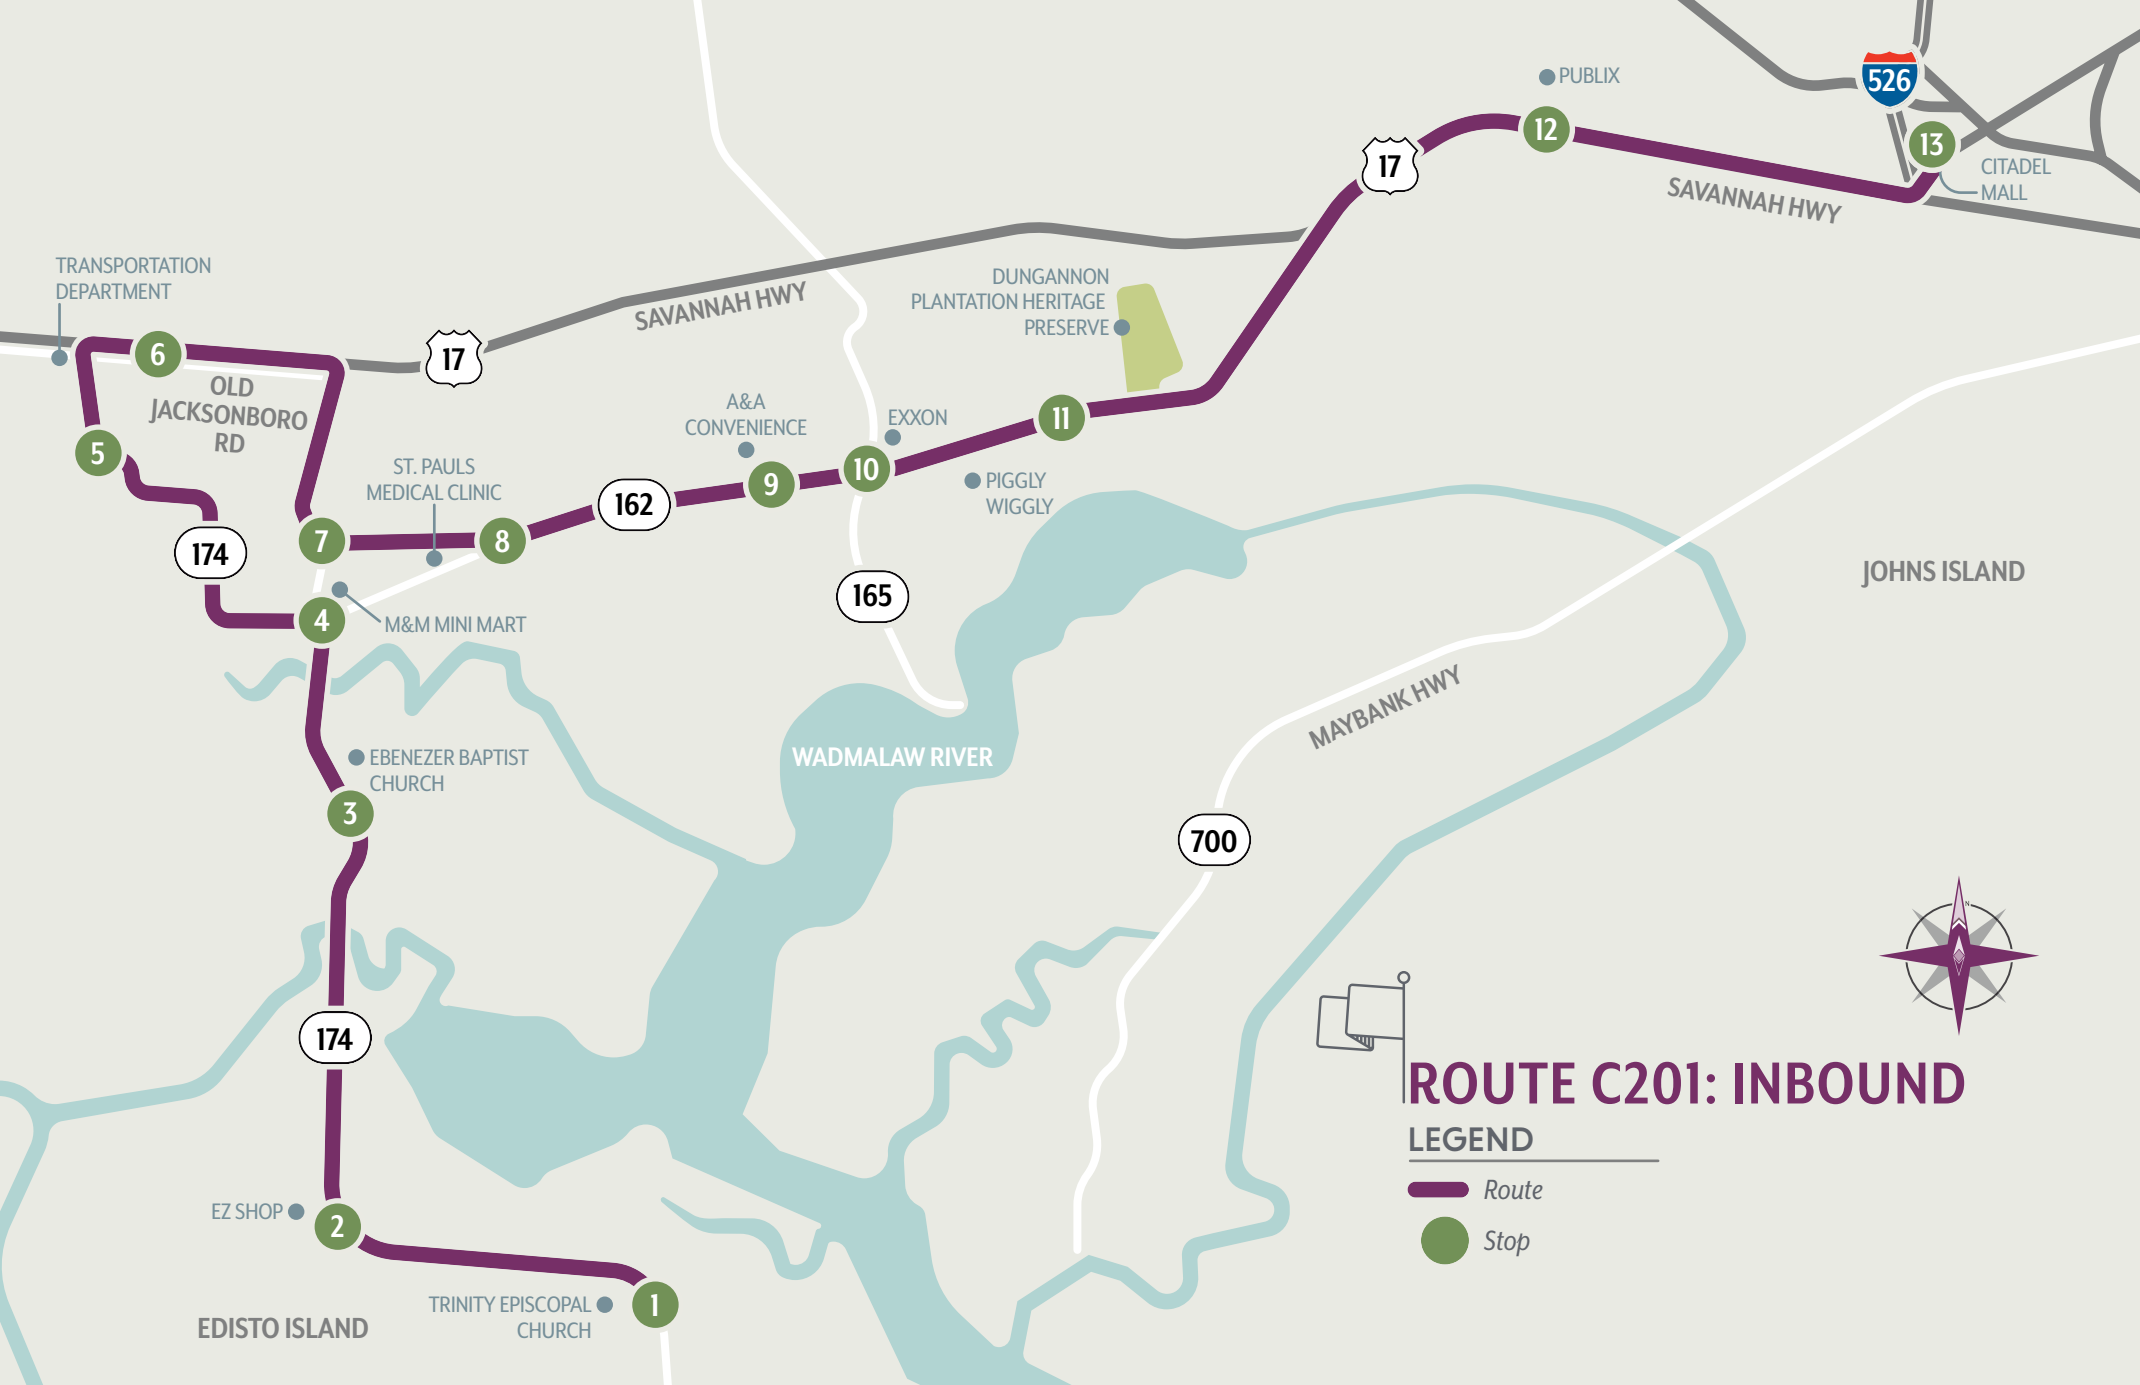 PUBLIX
526
12
13
17
CITADEL
MALL
SAVANNAH HWY
TRANSPORTATION
DEPARTMENT
DUNGANNON
PLANTATION HERITAGE
PRESERVE
SAVANNAH HWY
6
17
OLD
JACKSONBORO
RD
A&A
CONVENIENCE
EXXON
11
5
ST. PAULS
MEDICAL CLINIC
10
9
PIGGLY
WIGGLY
162
7
8
174
JOHNS ISLAND
165
4
M&M MINI MART
MAYBANK HWY
EBENEZER BAPTIST
CHURCH
WADMALAW RIVER
3
700
N
174
ROUTE C201: INBOUND
LEGEND
Route
Stop
EZ SHOP
2
TRINITY EPISCOPAL
CHURCH
1
EDISTO ISLAND